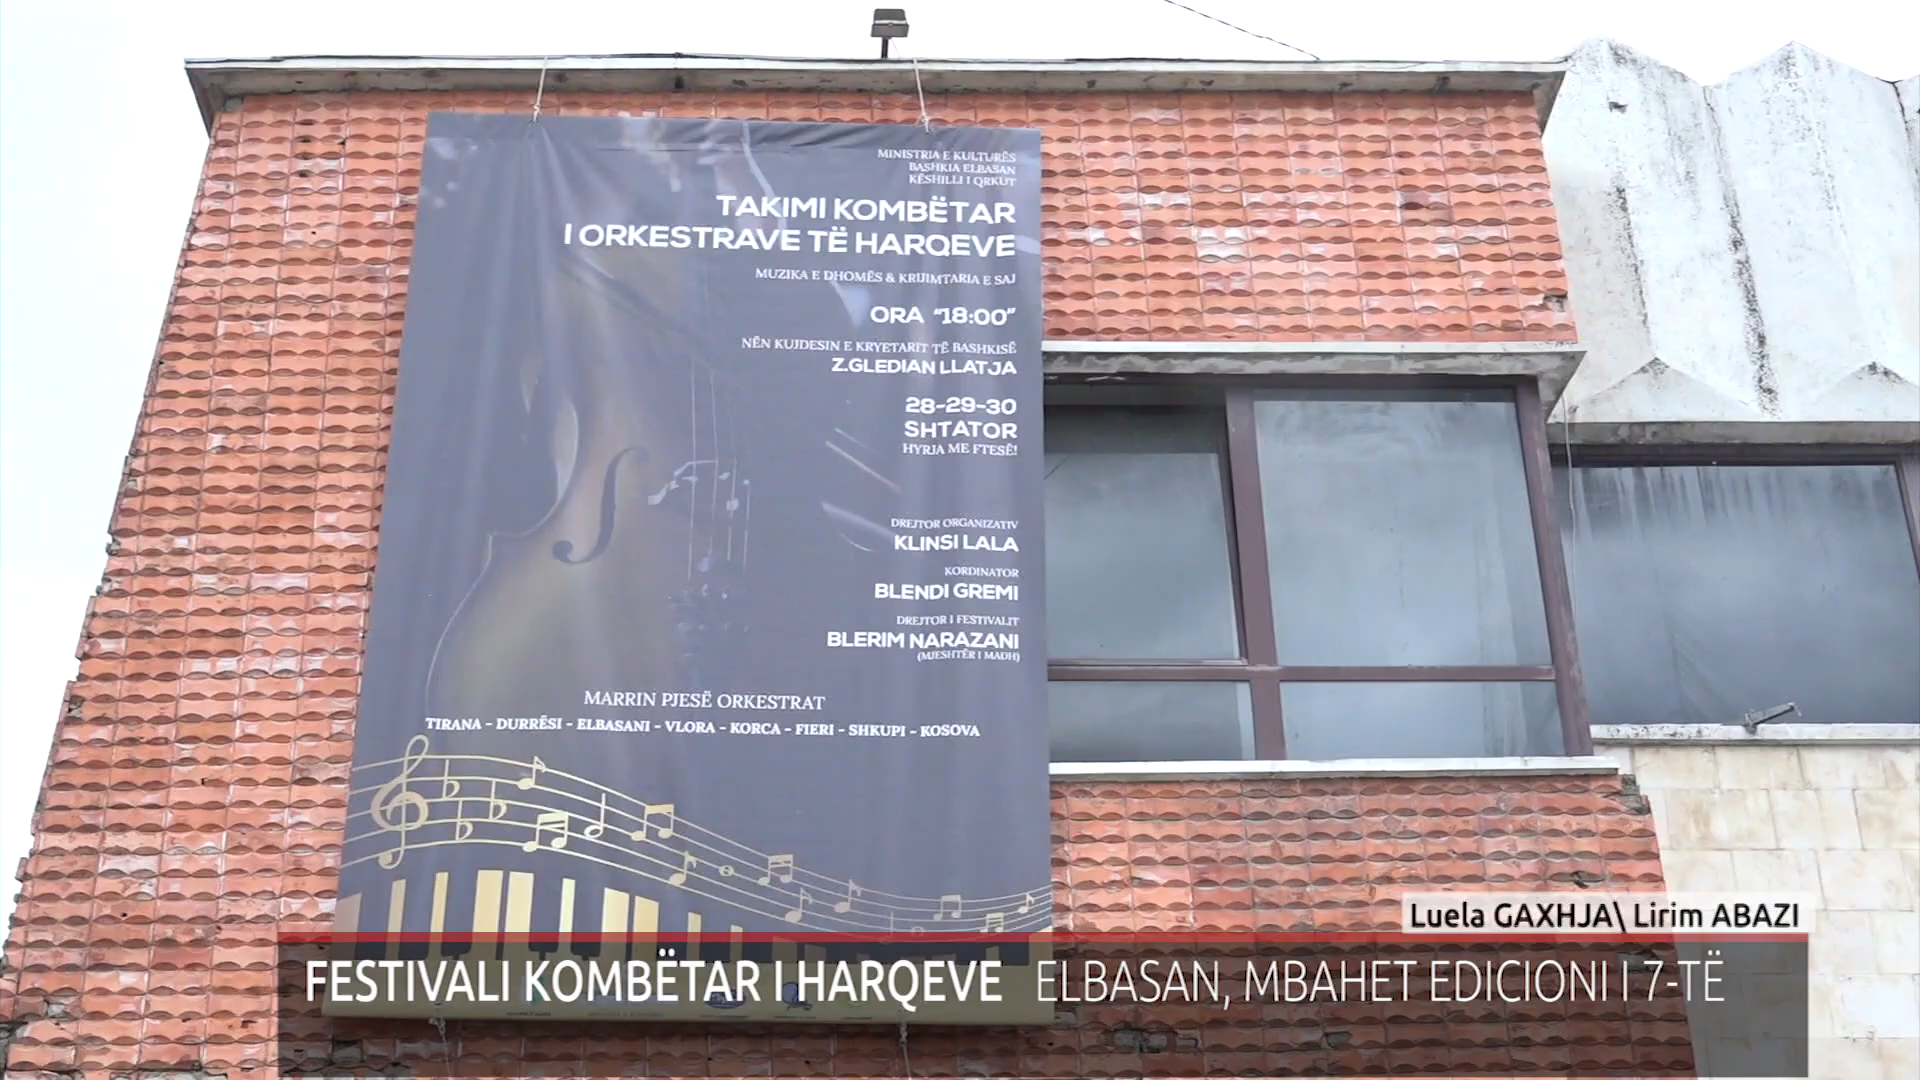 MINISTRIA E KULTURËS
BASHKIA ELBASAN
KËSHILLI I QRKUT
TAKIMI KOMBËTAR
I ORKESTRAVE TË HARQEVE
MUZIKA E DHOMËS & KRIJIMTARIA E SAJ
ORA "18:00"
NËN KUJDESIN E KRYETARIT TË BASHKISË
Z.GLEDIAN LLATJA
28-29-30
SHTATOR
HYRJA ME FTESË!
DREJTOR ORGANIZATIV
KLINSI LALA
KORDINATOR
BLENDI GREMI
DREJTOR I FESTIVALIT
BLERIM NARAZANI
(MJESHTËR I MADH)
MARRIN PJESË ORKESTRAT
TIRANA - DURRËSI - ELBASANI - VLORA - KORCA - FIERI - SHKUPI - KOSOVA
Luela GAXHJA\ Lirim ABAZI
FESTIVALI KOMBËTAR I HARQEVE ELBASAN, MBAHET EDICIONI I 7-TË